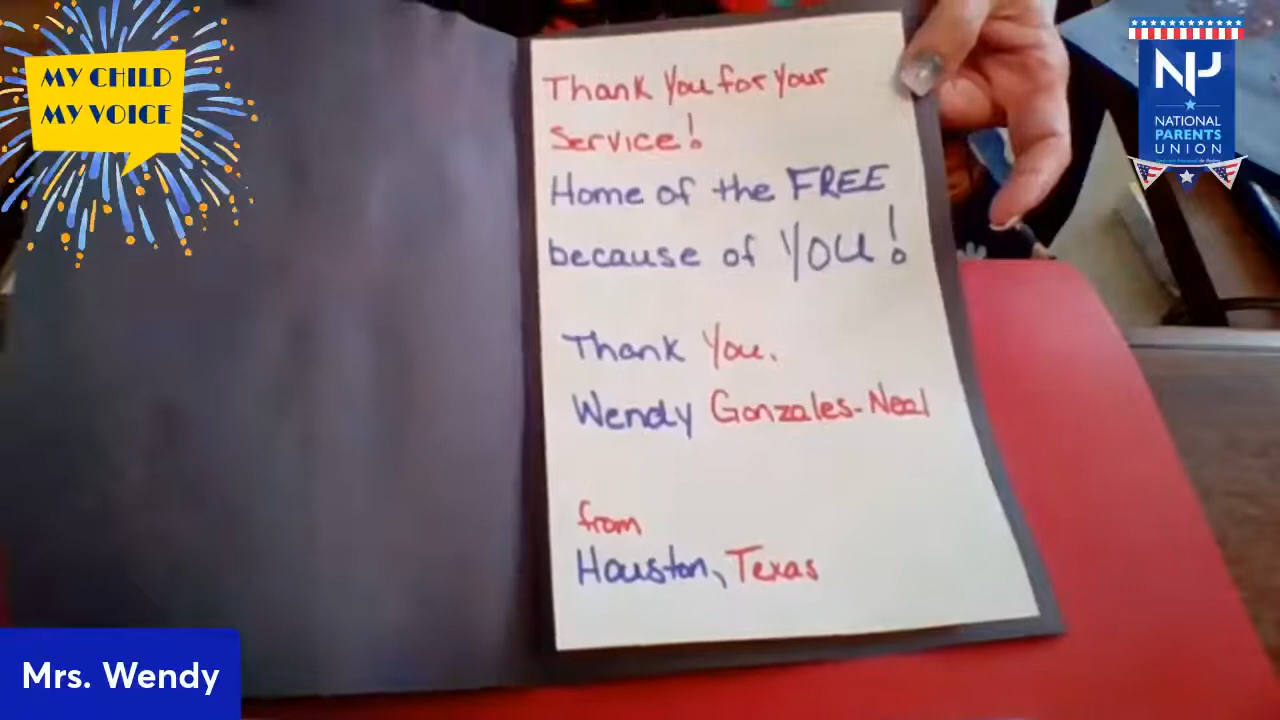 MY CHILD
MY VOICE
NATIONAL
PARENTS
UNION
Thank You for Your
Service!
Home of the FREE
because of YOU!
Thank You.
Wendy Gonzales-Neal
from
Houston, Texas
Mrs. Wendy